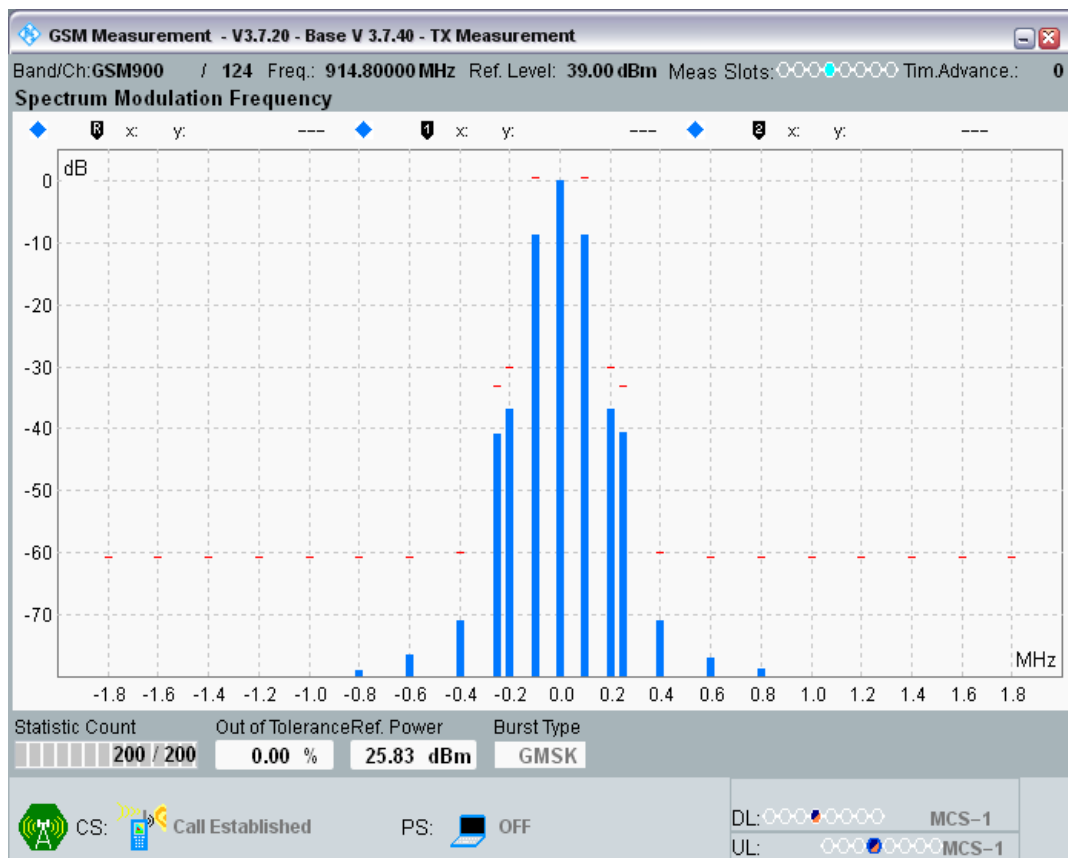 GSM Measurement - V3.7.20 - Base V 3.7.40 - TX Measurement
Band/Ch:GSM900 / 124 Freq.: 914.80000 MHz Ref. Level: 39.00 dBm Meas Slots: Tim.Advance.: 0
Spectrum Modulation Frequency
R x: y: --- 1 x: y: --- 2 x: y: ---
dB
0
-10
-20
-30
-40
-50
-60
-70
MHz
-1.8 -1.6 -1.4 -1.2 -1.0 -0.8 -0.6 -0.4 -0.2 0.0 0.2 0.4 0.6 0.8 1.0 1.2 1.4 1.6 1.8
Statistic Count Out of Tolerance Ref. Power Burst Type
200 / 200 0.00 % 25.83 dBm GMSK
CS: Call Established PS: OFF
DL: MCS-1
UL: MCS-1